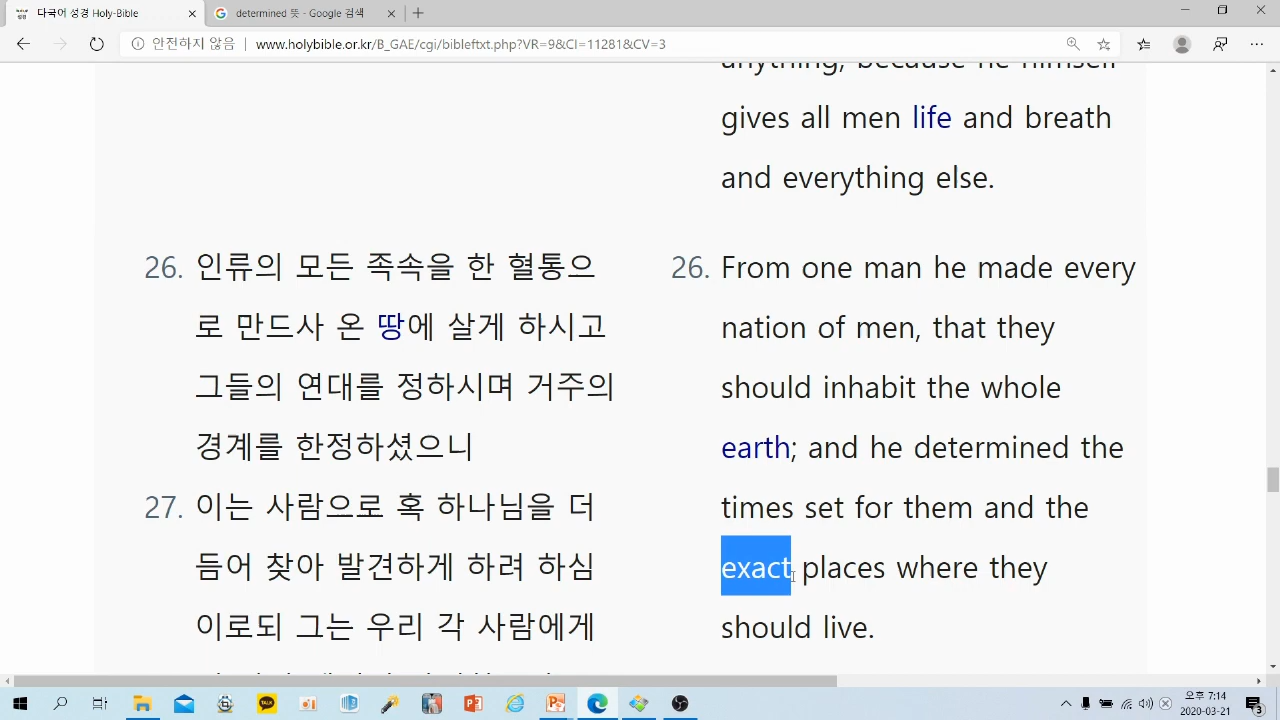 다국어 성경 Holy-Bible
determined 뜻 - Google 검색
안전하지 않음
www.holybible.or.kr/B_GAE/cgi/bibleftxt.php?VR=9&CI=11281&CV=3
anything, because he himself
gives all men life and breath
and everything else.
26. 인류의 모든 족속을 한 혈통으
로 만드사 온 땅에 살게 하시고
그들의 연대를 정하시며 거주의
경계를 한정하셨으니
27. 이는 사람으로 혹 하나님을 더
듬어 찾아 발견하게 하려 하심
이로되 그는 우리 각 사람에게
26. From one man he made every
nation of men, that they
should inhabit the whole
earth; and he determined the
times set for them and the
exact places where they
should live.
TALK
오후 7:14
2020-03-21
3